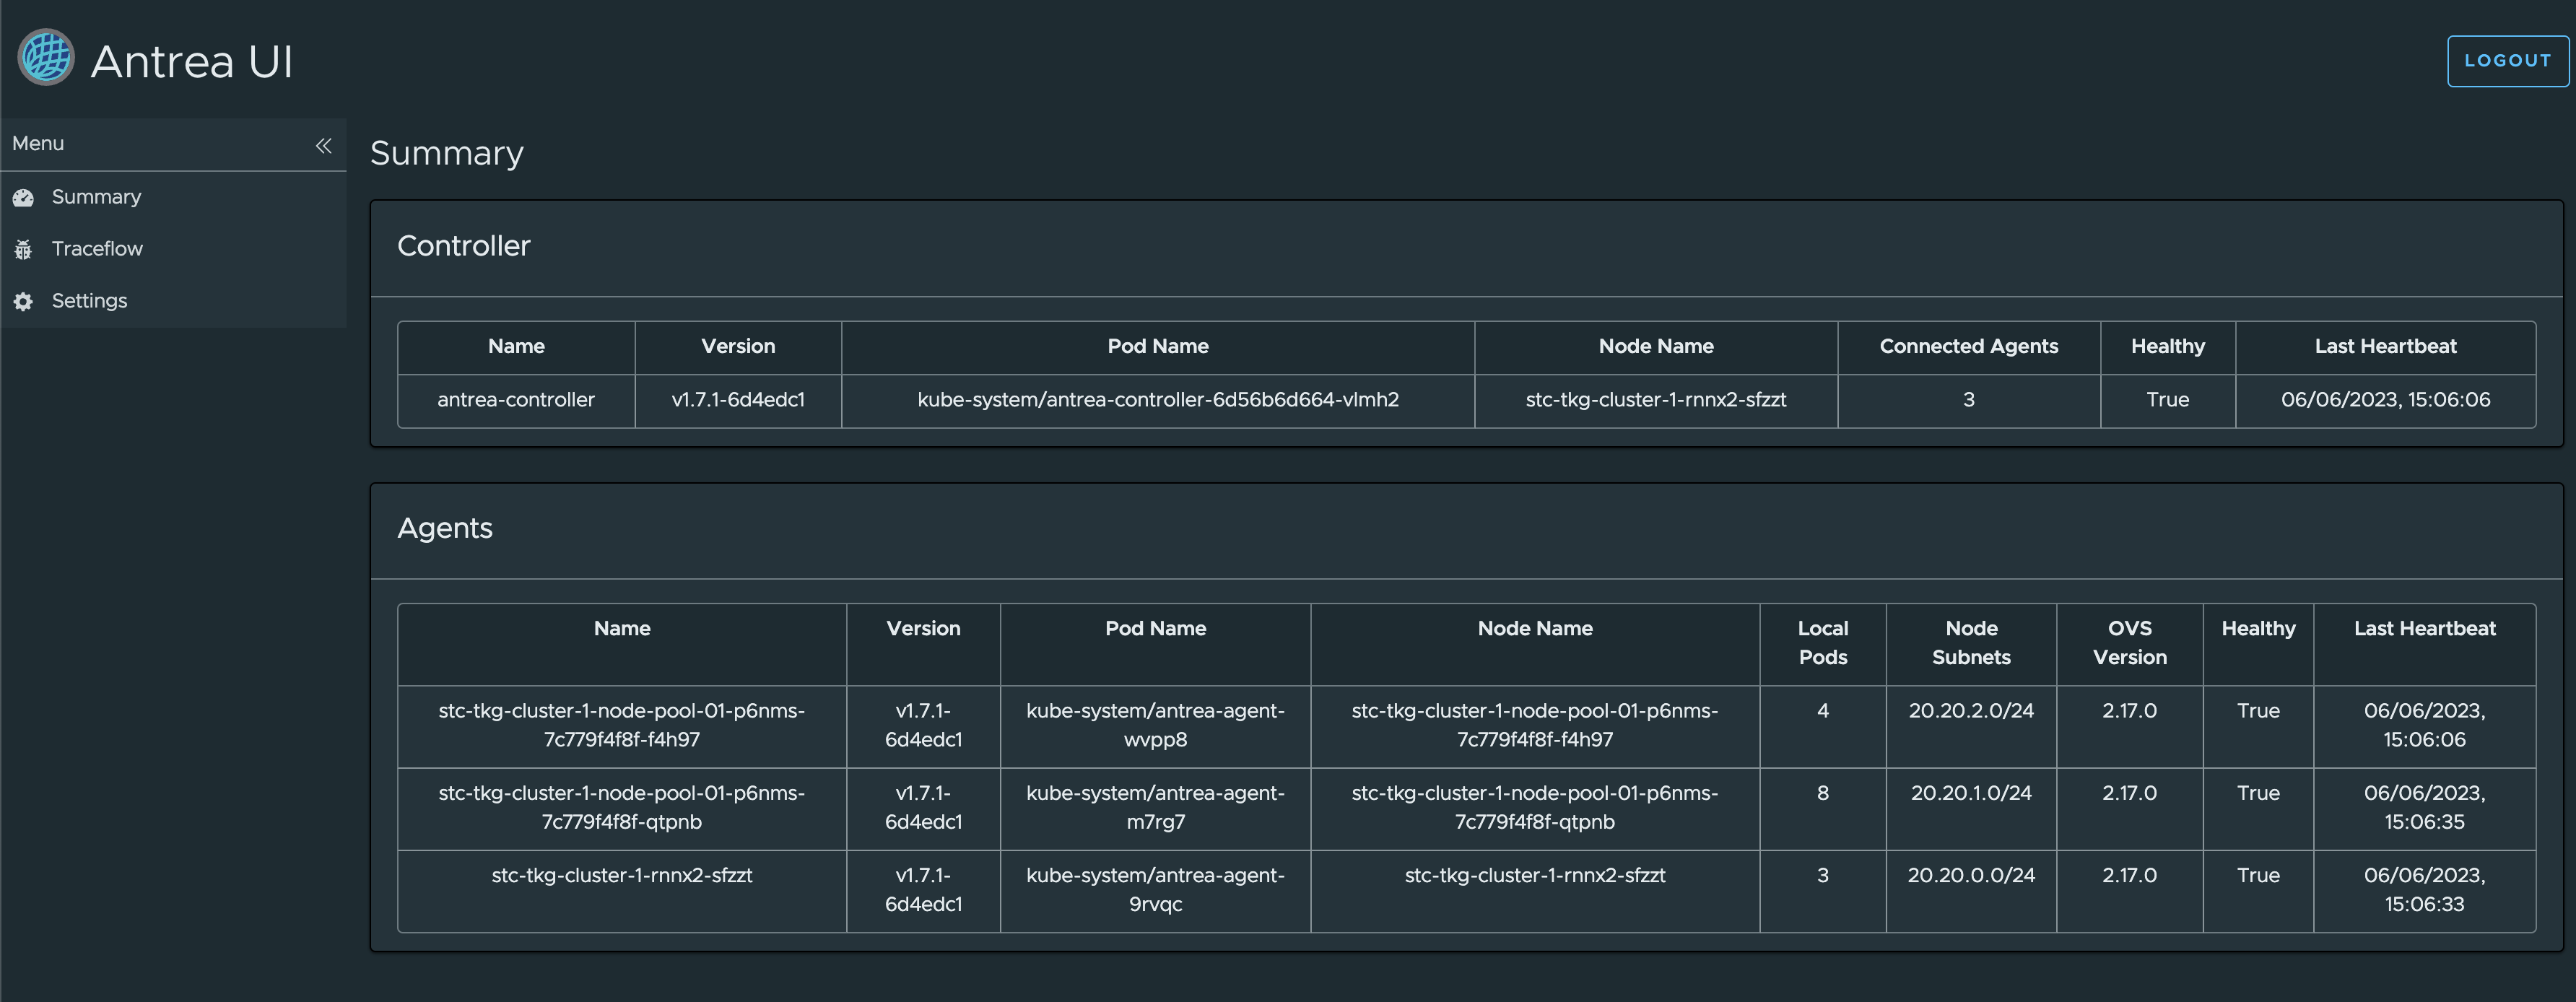 Antrea UI
LOGOUT
Menu
Summary
Traceflow
Settings
Summary
Controller
Name Version Pod Name Node Name Connected Agents Healthy Last Heartbeat
antrea-controller v1.7.1-6d4edc1 kube-system/antrea-controller-6d56b6d664-vlmh2 stc-tkg-cluster-1-rnnx2-sfzzt 3 True 06/06/2023, 15:06:06
Agents
Name Version Pod Name Node Name Local Node OVS Healthy Last Heartbeat
Pods Subnets Version
stc-tkg-cluster-1-node-pool-01-p6nms- v1.7.1- kube-system/antrea-agent- stc-tkg-cluster-1-node-pool-01-p6nms- 4 20.20.2.0/24 2.17.0 True 06/06/2023,
7c779f4f8f-f4h97 6d4edc1 wvpp8 7c779f4f8f-f4h97 15:06:06
stc-tkg-cluster-1-node-pool-01-p6nms- v1.7.1- kube-system/antrea-agent- stc-tkg-cluster-1-node-pool-01-p6nms- 8 20.20.1.0/24 2.17.0 True 06/06/2023,
7c779f4f8f-qtpnb 6d4edc1 m7rg7 7c779f4f8f-qtpnb 15:06:35
stc-tkg-cluster-1-rnnx2-sfzzt v1.7.1- kube-system/antrea-agent- stc-tkg-cluster-1-rnnx2-sfzzt 3 20.20.0.0/24 2.17.0 True 06/06/2023,
6d4edc1 9rvqc 15:06:33